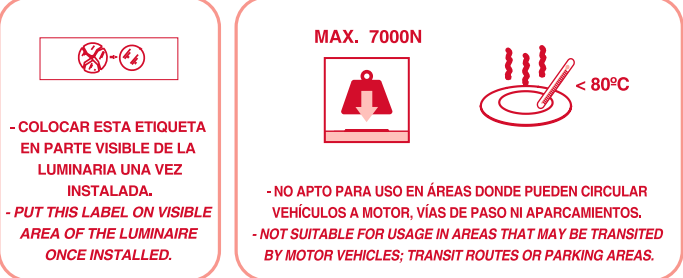 - COLOCAR ESTA ETIQUETA
EN PARTE VISIBLE DE LA
LUMINARIA UNA VEZ
INSTALADA.
- PUT THIS LABEL ON VISIBLE
AREA OF THE LUMINAIRE
ONCE INSTALLED.
MAX. 7000N
< 80ºC
- NO APTO PARA USO EN ÁREAS DONDE PUEDEN CIRCULAR
VEHÍCULOS A MOTOR, VÍAS DE PASO NI APARCAMIENTOS.
- NOT SUITABLE FOR USAGE IN AREAS THAT MAY BE TRANSITED
BY MOTOR VEHICLES; TRANSIT ROUTES OR PARKING AREAS.